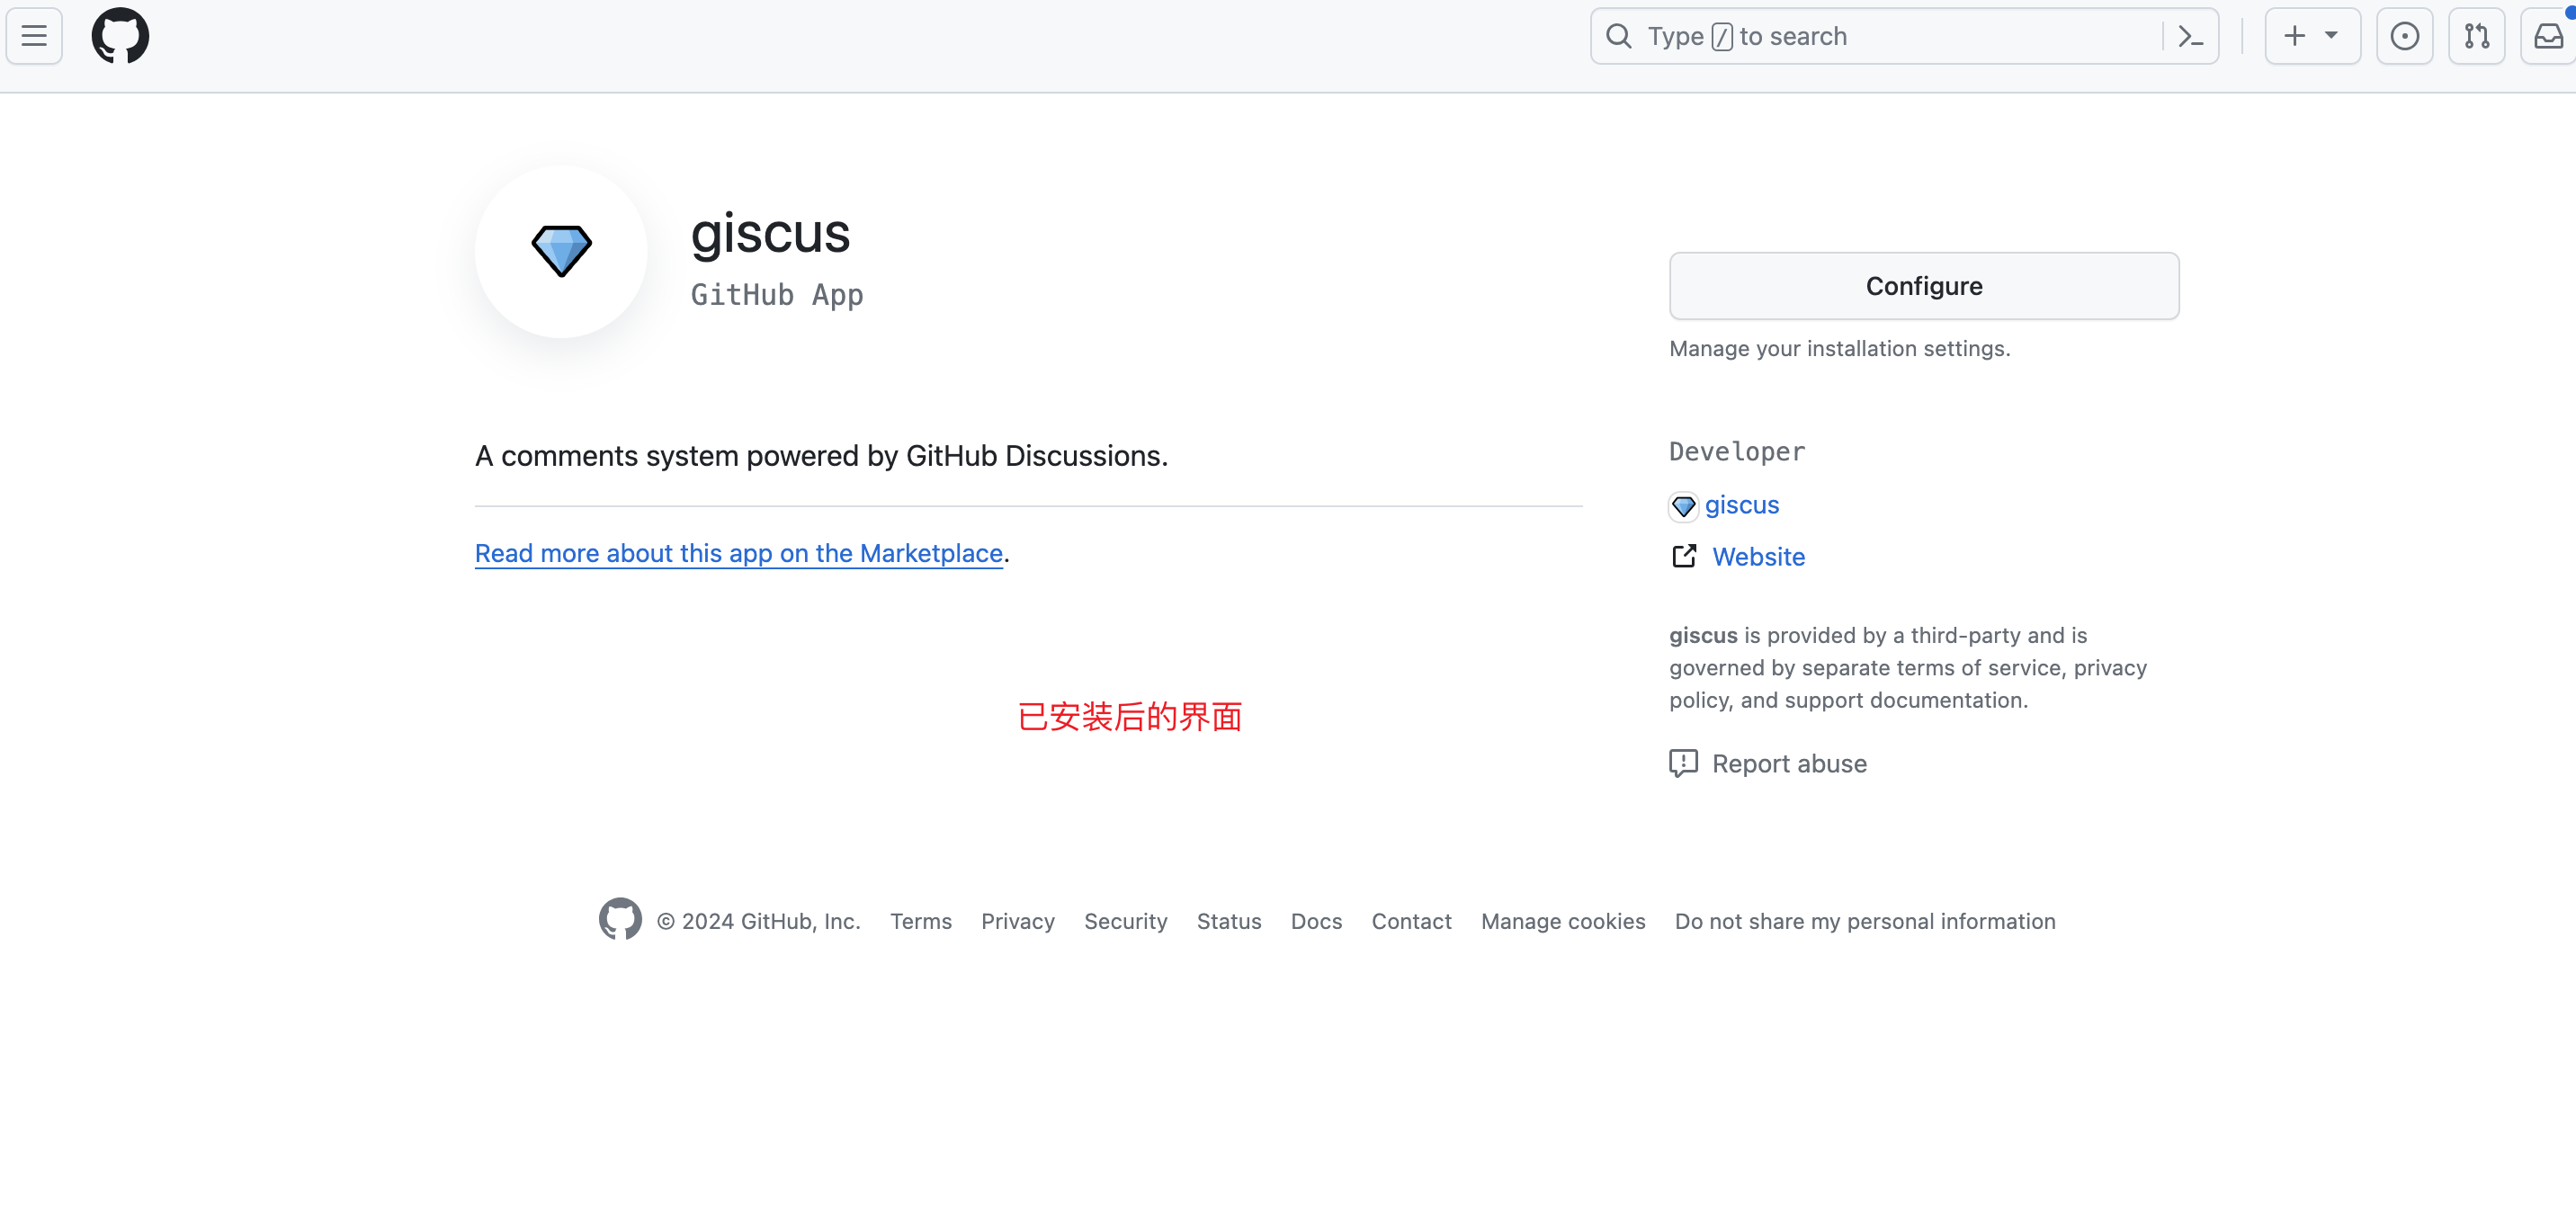 Type / to search
giscus
GitHub App
Configure
Manage your installation settings.
A comments system powered by GitHub Discussions.
Read more about this app on the Marketplace.
Developer
giscus
Website
giscus is provided by a third-party and is
governed by separate terms of service, privacy
policy, and support documentation.
Report abuse
已安装后的界面
© 2024 GitHub, Inc. Terms Privacy Security Status Docs Contact Manage cookies Do not share my personal information